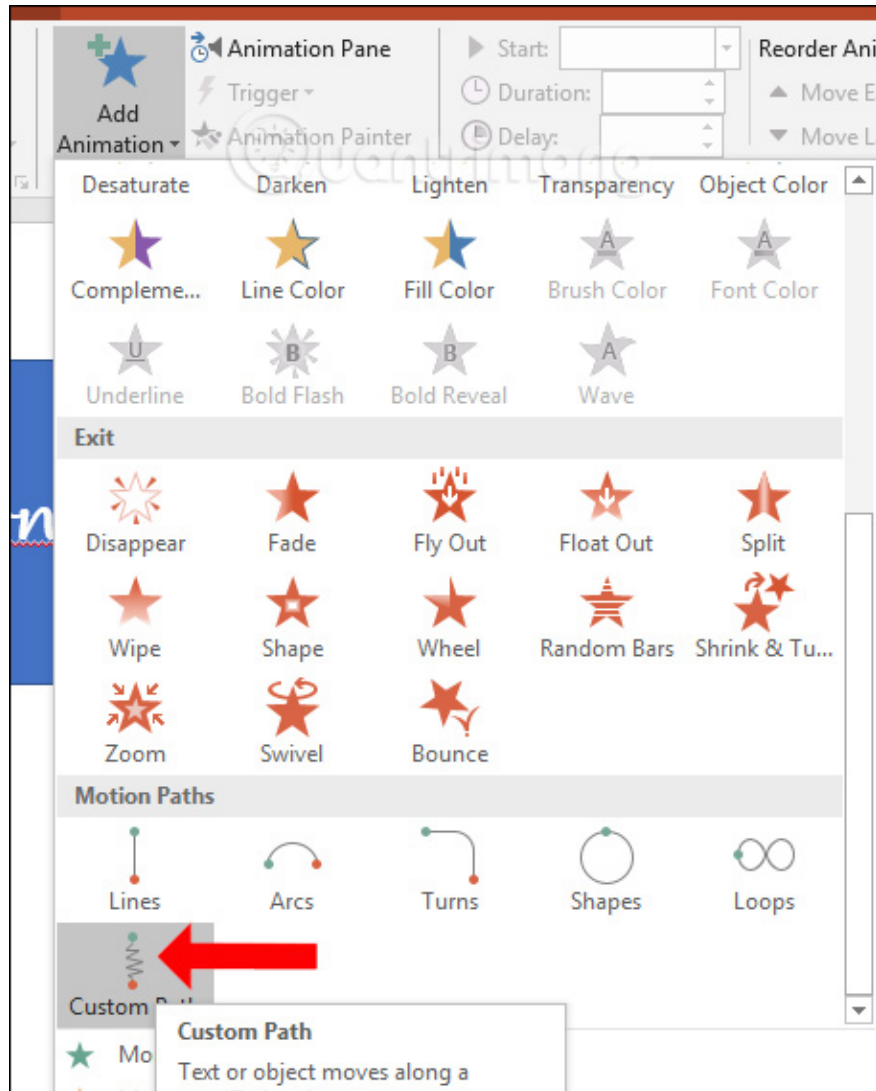 Add
Animation
Animation Pane
Trigger
Animation Painter
Start:
Duration:
Delay:
Reorder Ani
Move E
Move L
Quantrimang
Desaturate Darken Lighten Transparency Object Color
Compleme... Line Color Fill Color Brush Color Font Color
Underline Bold Flash Bold Reveal Wave
Exit
Disappear Fade Fly Out Float Out Split
Wipe Shape Wheel Random Bars Shrink & Tu...
Zoom Swivel Bounce
Motion Paths
Lines Arcs Turns Shapes Loops
Custom
Custom Path
Text or object moves along a
Mo
n